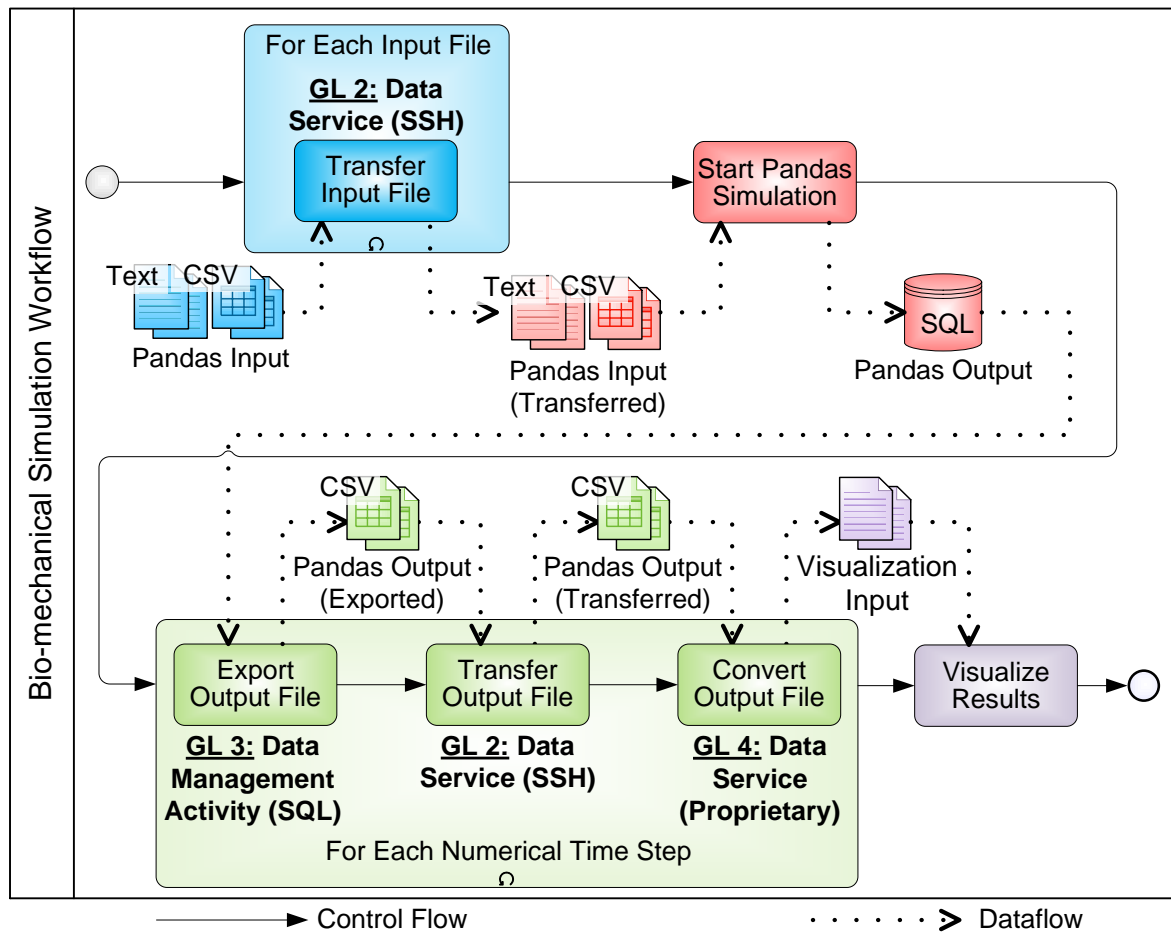 Bio-mechanical Simulation Workflow
For Each Input File
GL 2: Data
Service (SSH)
Transfer
Input File
Start Pandas
Simulation
Text CSV
Pandas Input
Text CSV
Pandas Input
(Transferred)
SQL
Pandas Output
CSV
Pandas Output
(Exported)
CSV
Pandas Output
(Transferred)
Visualization
Input
Export
Output File
Transfer
Output File
Convert
Output File
Visualize
Results
GL 3: Data
Management
Activity (SQL)
GL 2: Data
Service (SSH)
GL 4: Data
Service
(Proprietary)
For Each Numerical Time Step
Control Flow
Dataflow